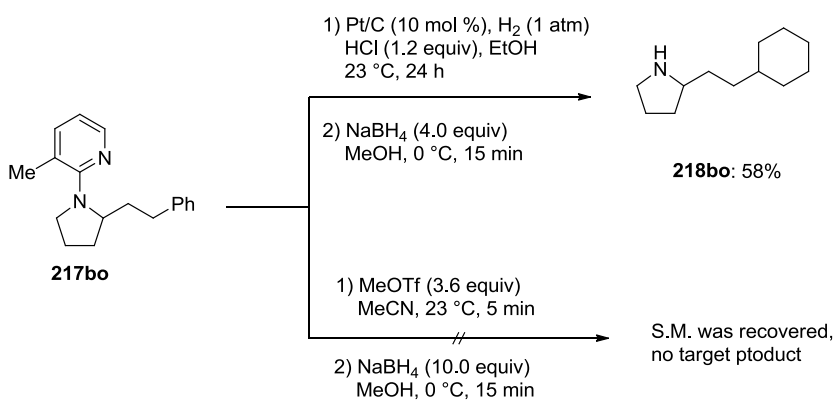 1) Pt/C (10 mol %), H2 (1 atm)
HCl (1.2 equiv), EtOH
23 °C, 24 h
2) NaBH4 (4.0 equiv)
MeOH, 0 °C, 15 min
H
N
218bo: 58%
N
Me
N
Ph
217bo
1) MeOTf (3.6 equiv)
MeCN, 23 °C, 5 min
2) NaBH4 (10.0 equiv)
MeOH, 0 °C, 15 min
S.M. was recovered,
no target ptoduct